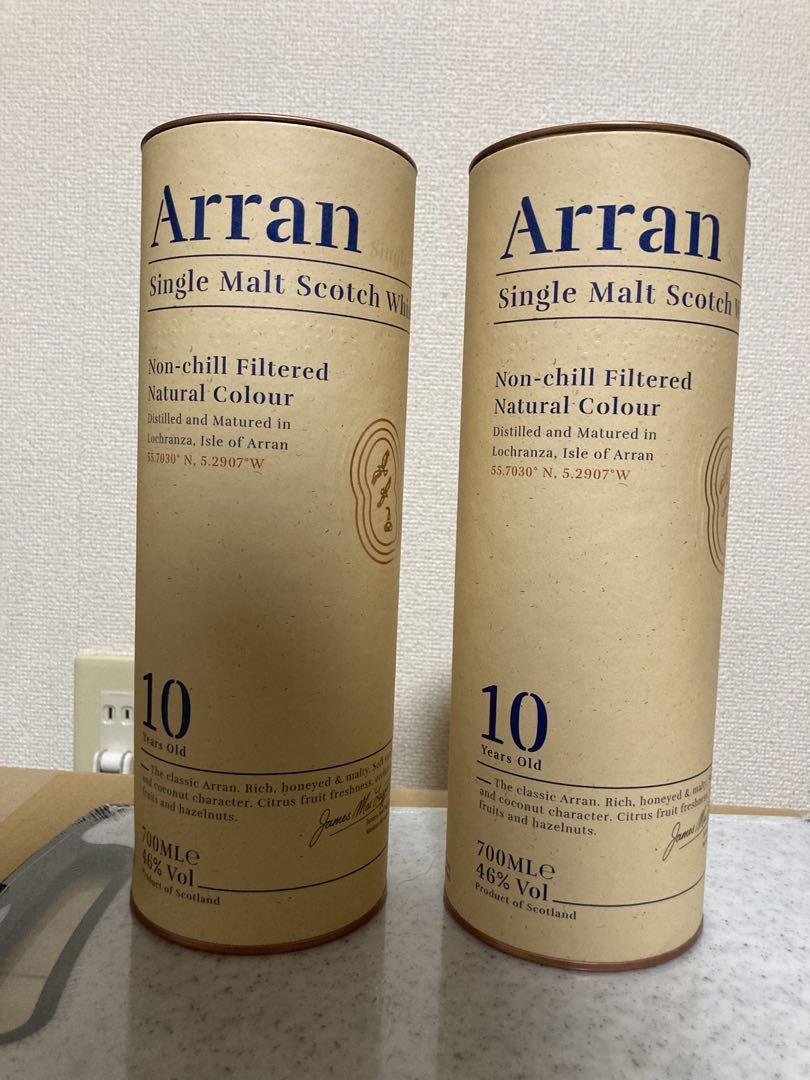 Arran
Single Malt Scotch
Non-chill Filtered
Natural Colour
Distilled and Matured in
Lochranza, Isle of Arran
55.7030° N, 5.2907°W
10
Years Old
The classic Arran. Rich, honeyed & malty. Soft
and coconut character. Citrus fruit freshness,
fruits and hazelnuts.
700MLe
46% Vol
Product of Scotland
Arran
Single Malt Scotch
Non-chill Filtered
Natural Colour
Distilled and Matured in
Lochranza, Isle of Arran
55.7030° N, 5.2907°W
10
Years Old
The classic Arran. Rich, honeyed & malty.
and coconut character. Citrus fruit freshness
fruits and hazelnuts.
700MLe
46% Vol
Product of Scotland